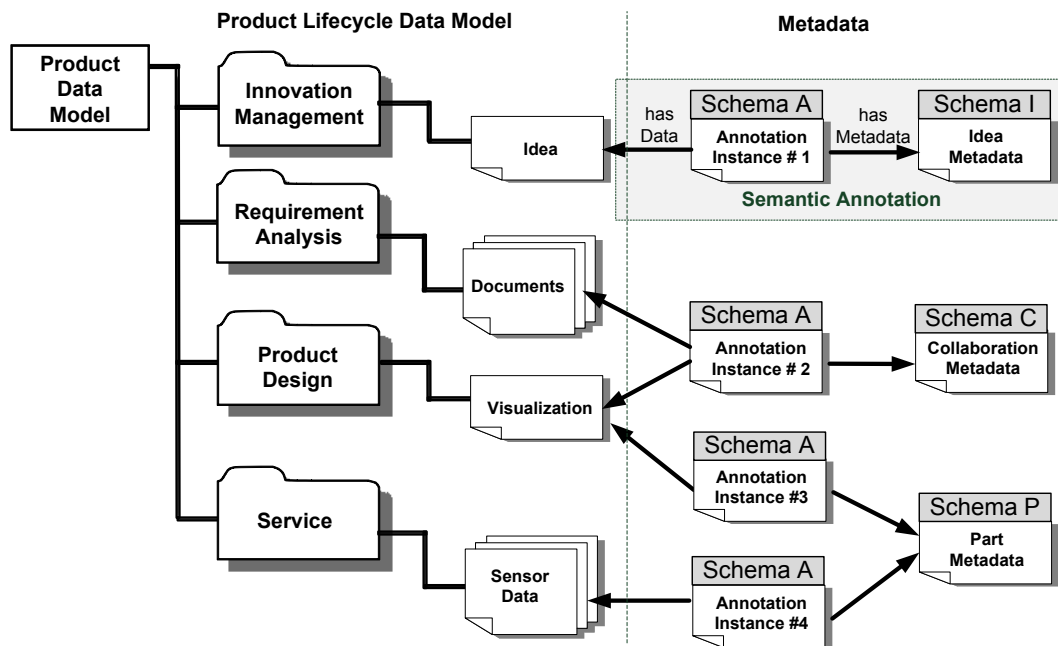 Product Lifecycle Data Model
Metadata
Product
Data
Model
Innovation
Management
Idea
has
Data
Schema A
Annotation
Instance # 1
has
Metadata
Schema I
Idea
Metadata
Semantic Annotation
Requirement
Analysis
Documents
Schema A
Annotation
Instance # 2
Schema C
Collaboration
Metadata
Product
Design
Visualization
Schema A
Annotation
Instance #3
Schema P
Part
Metadata
Service
Sensor
Data
Schema A
Annotation
Instance #4